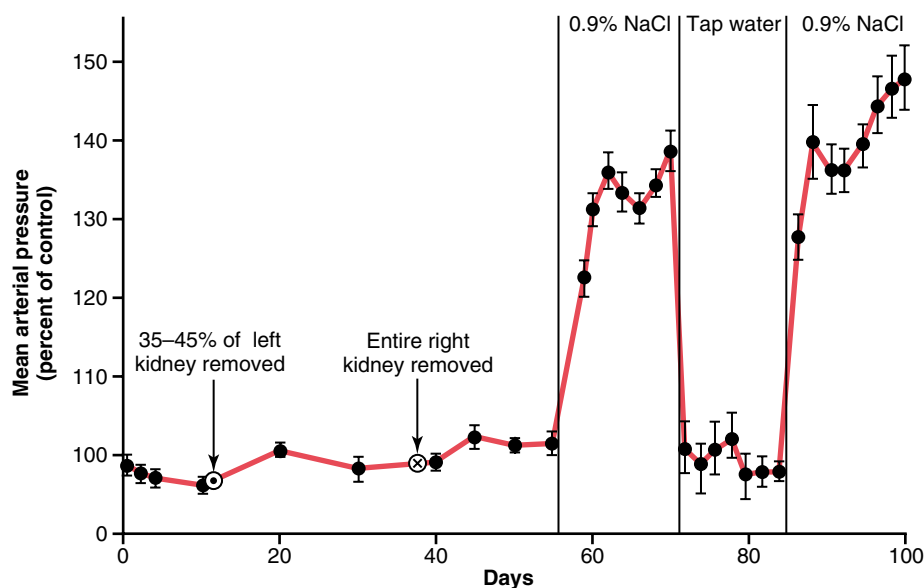 0.9% NaCl
Tap water
0.9% NaCl
150
140
130
120
110
100
0
Mean arterial pressure
(percent of control)
35–45% of left
kidney removed
Entire right
kidney removed
0
20
40
60
80
100
Days